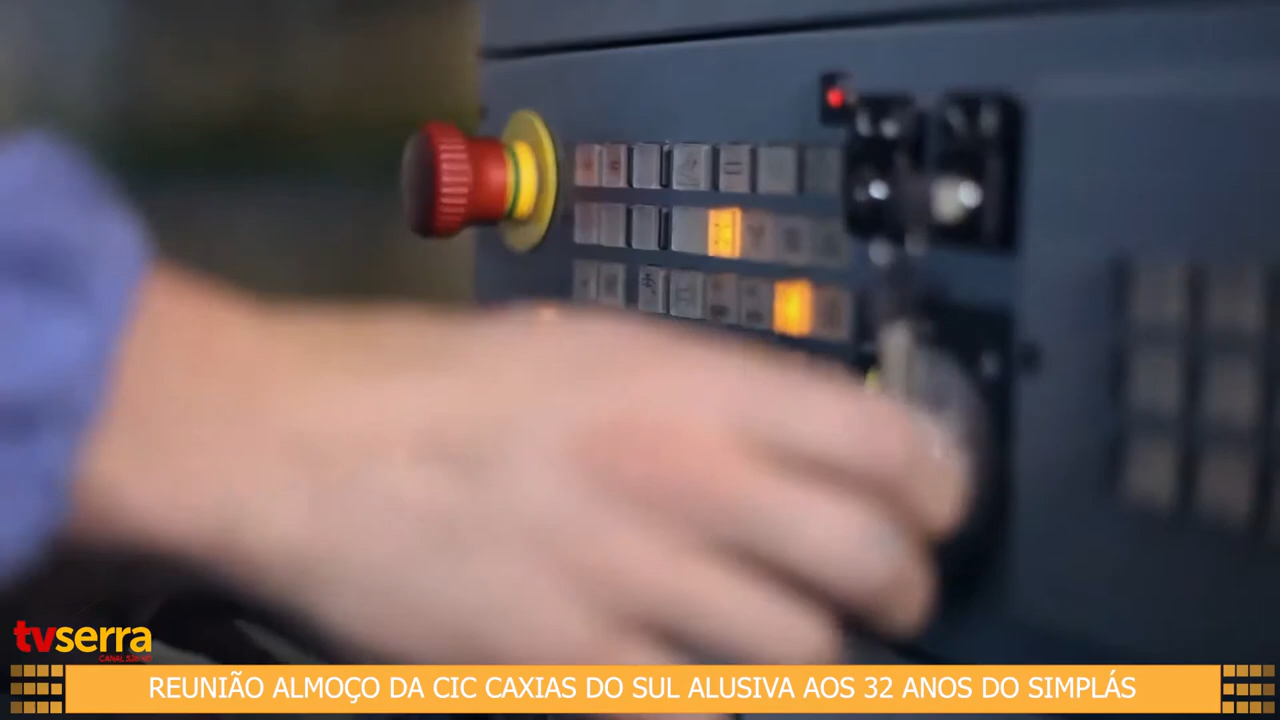 tvserra
REUNIÃO ALMOÇO DA CIC CAXIAS DO SUL ALUSIVA AOS 32 ANOS DO SIMPLÁS